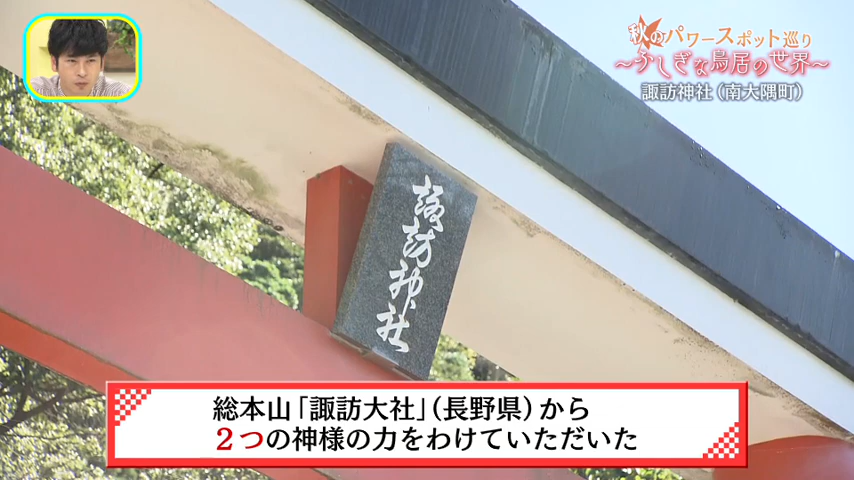 秋のパワースポット巡り
～ふしぎな鳥居の世界～
諏訪神社（南大隅町）
諏訪神社
総本山「諏訪大社」（長野県）から
２つの神様の力をわけていただいた